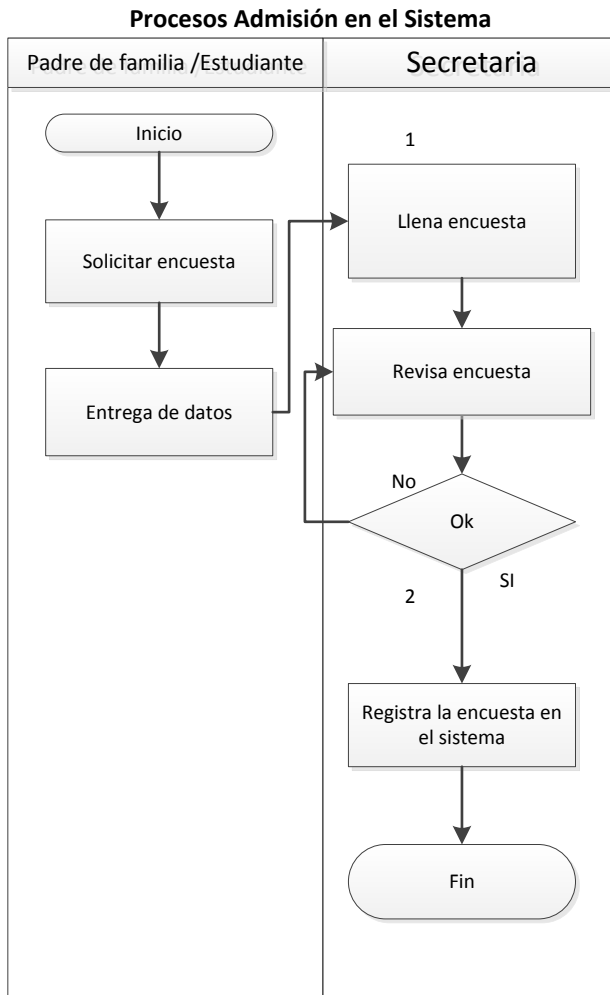 Procesos Admisión en el Sistema
Padre de familia /Estudiante
Secretaria
Inicio
Solicitar encuesta
Entrega de datos
1
Llena encuesta
Revisa encuesta
No
Ok
SI
2
Registra la encuesta en
el sistema
Fin